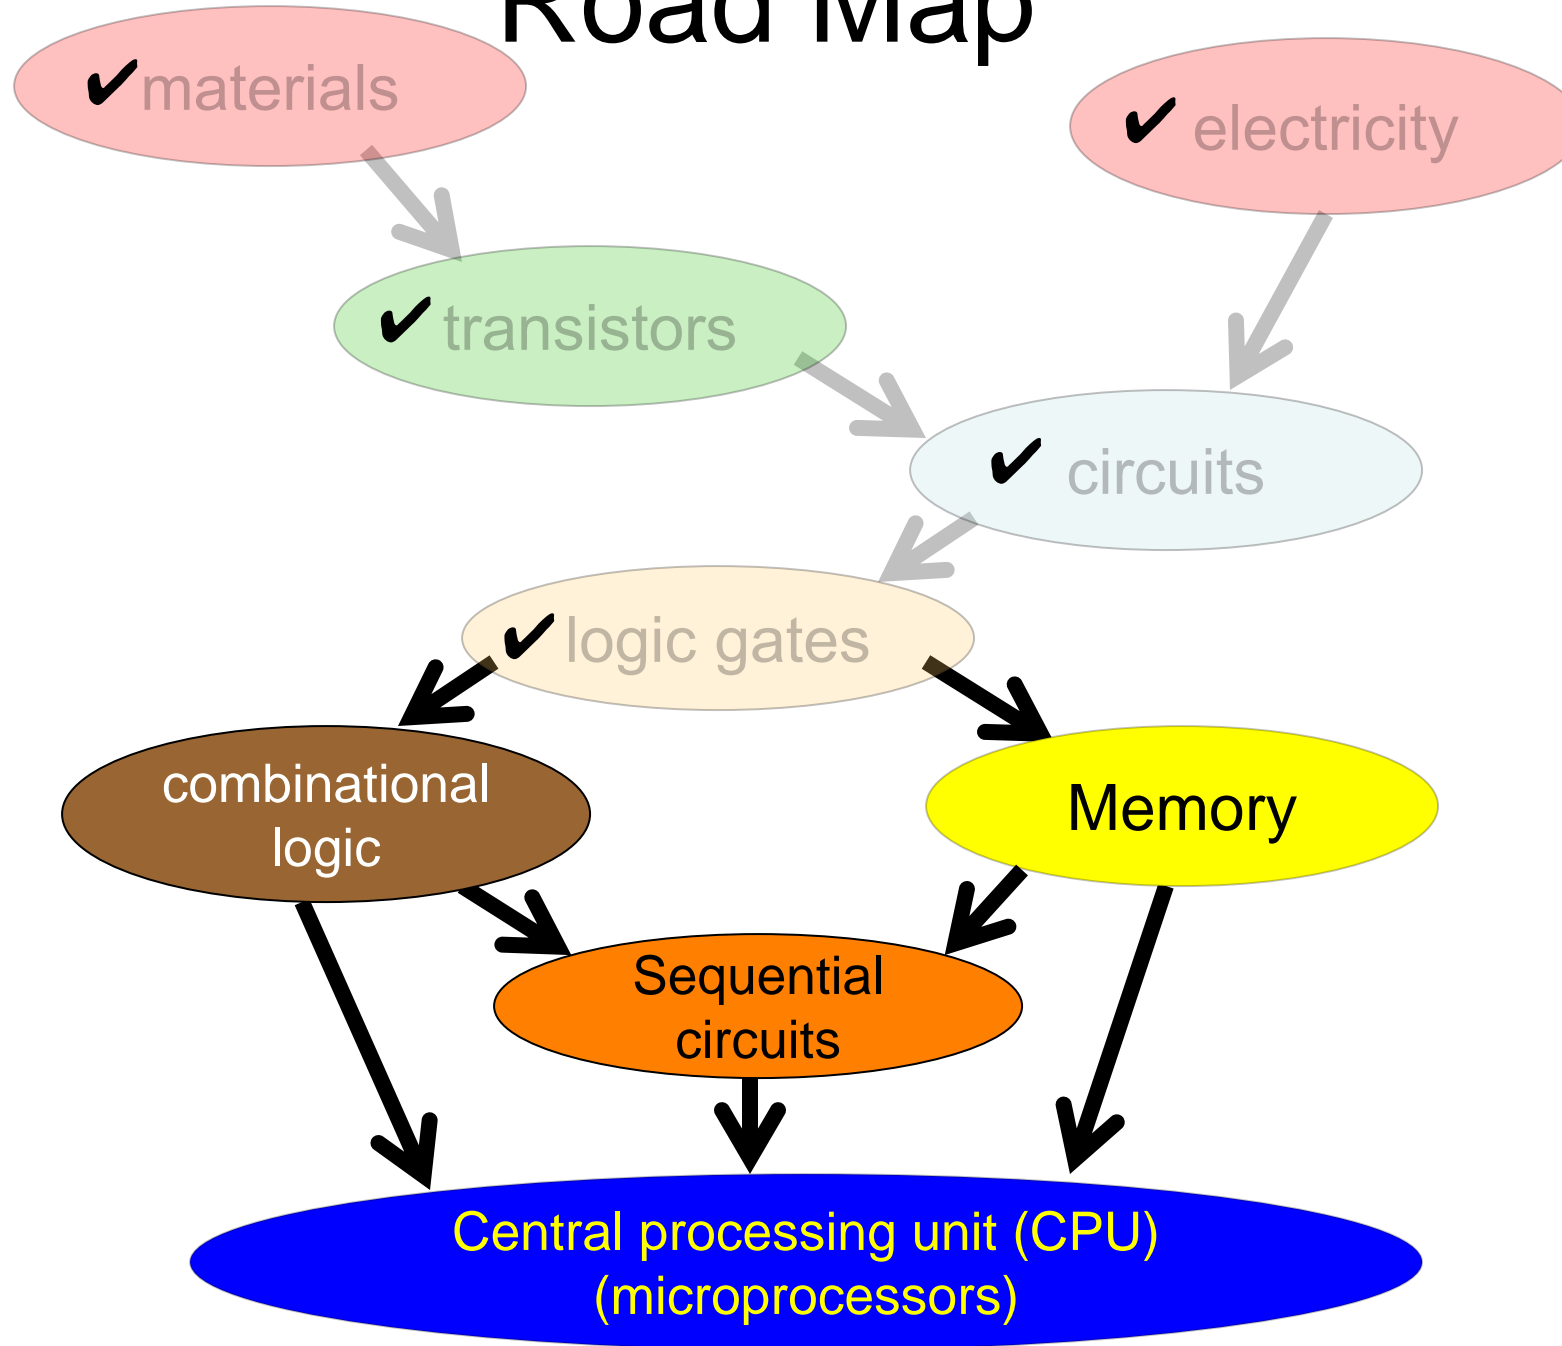 Road Map
✔materials
✔ electricity
✔ transistors
✔ circuits
✔ logic gates
combinational
logic
Memory
Sequential
circuits
Central processing unit (CPU)
(microprocessors)